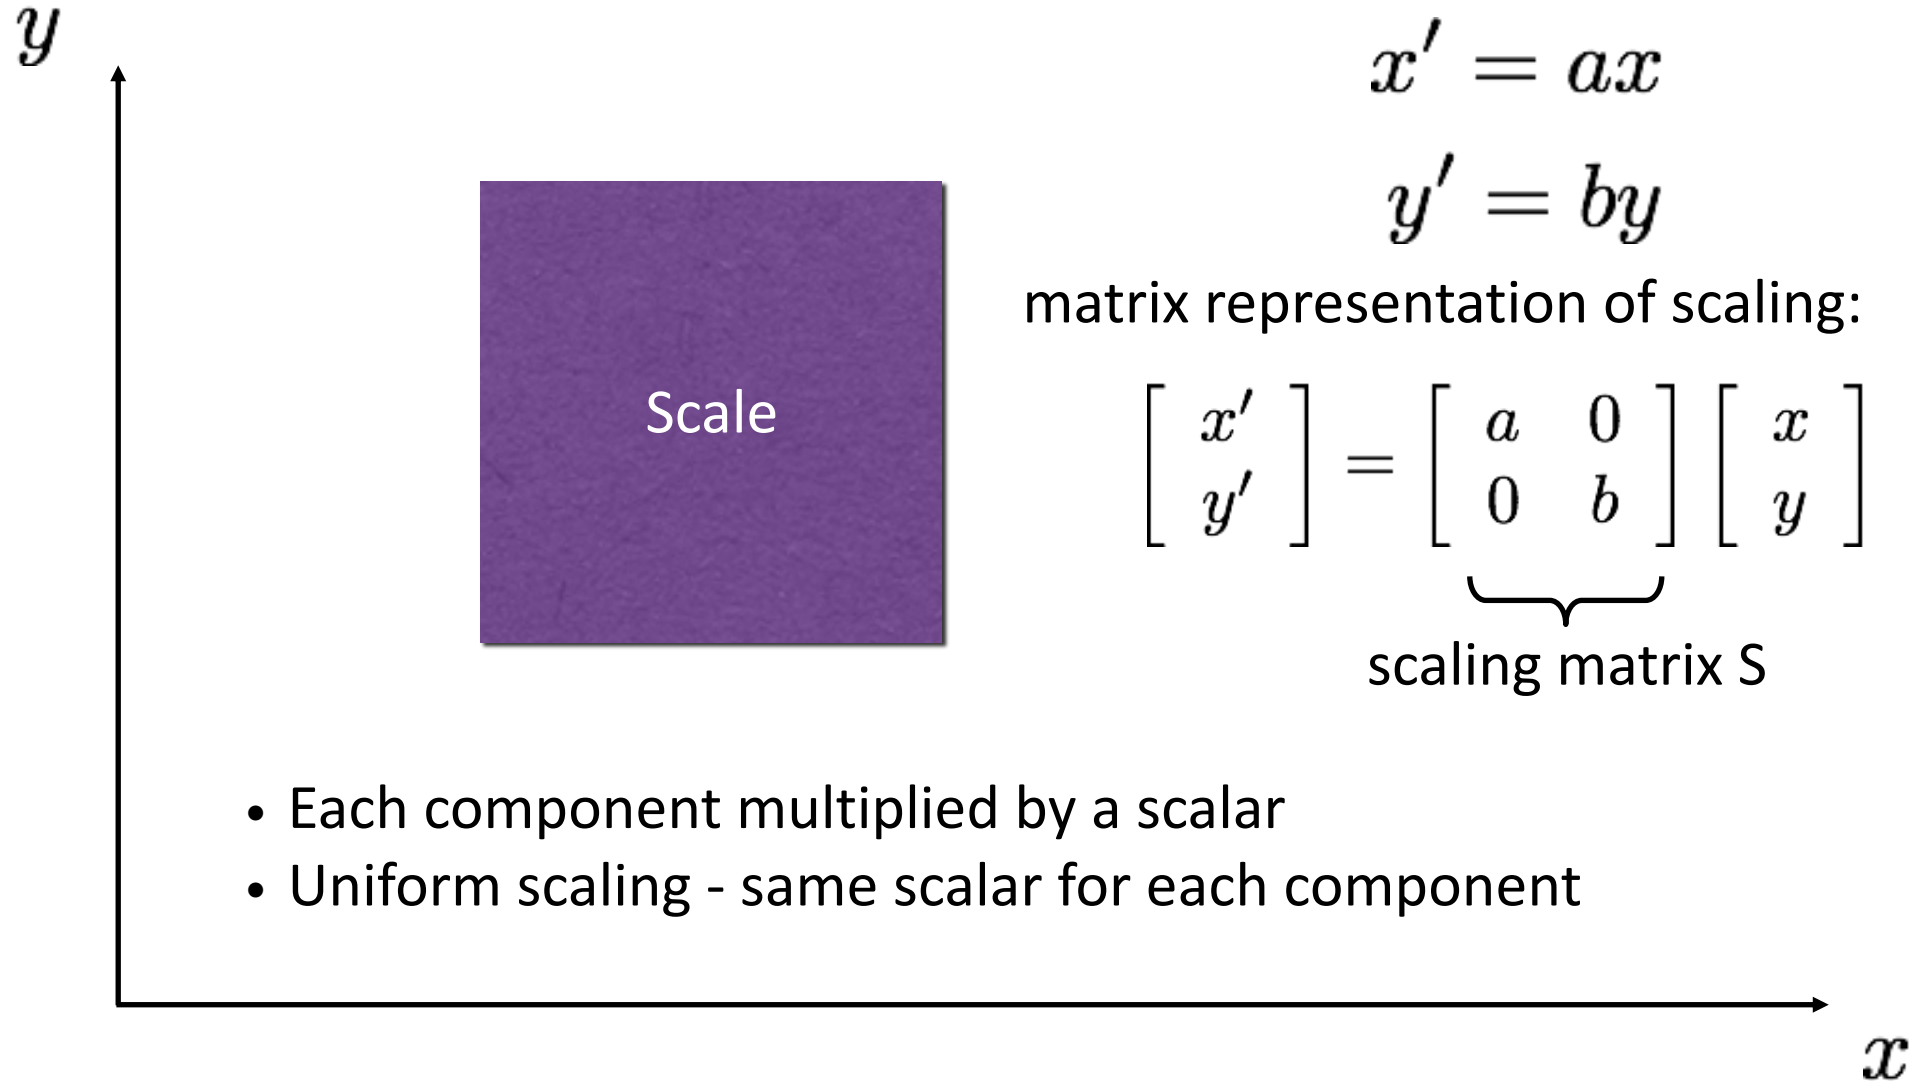 y
x′ = ax
y′ = by
matrix representation of scaling:
Scale
[ x′ ] = [ a 0 ] [ x ]
[ y′ ]   [ 0 b ] [ y ]
scaling matrix S
• Each component multiplied by a scalar
• Uniform scaling - same scalar for each component
x